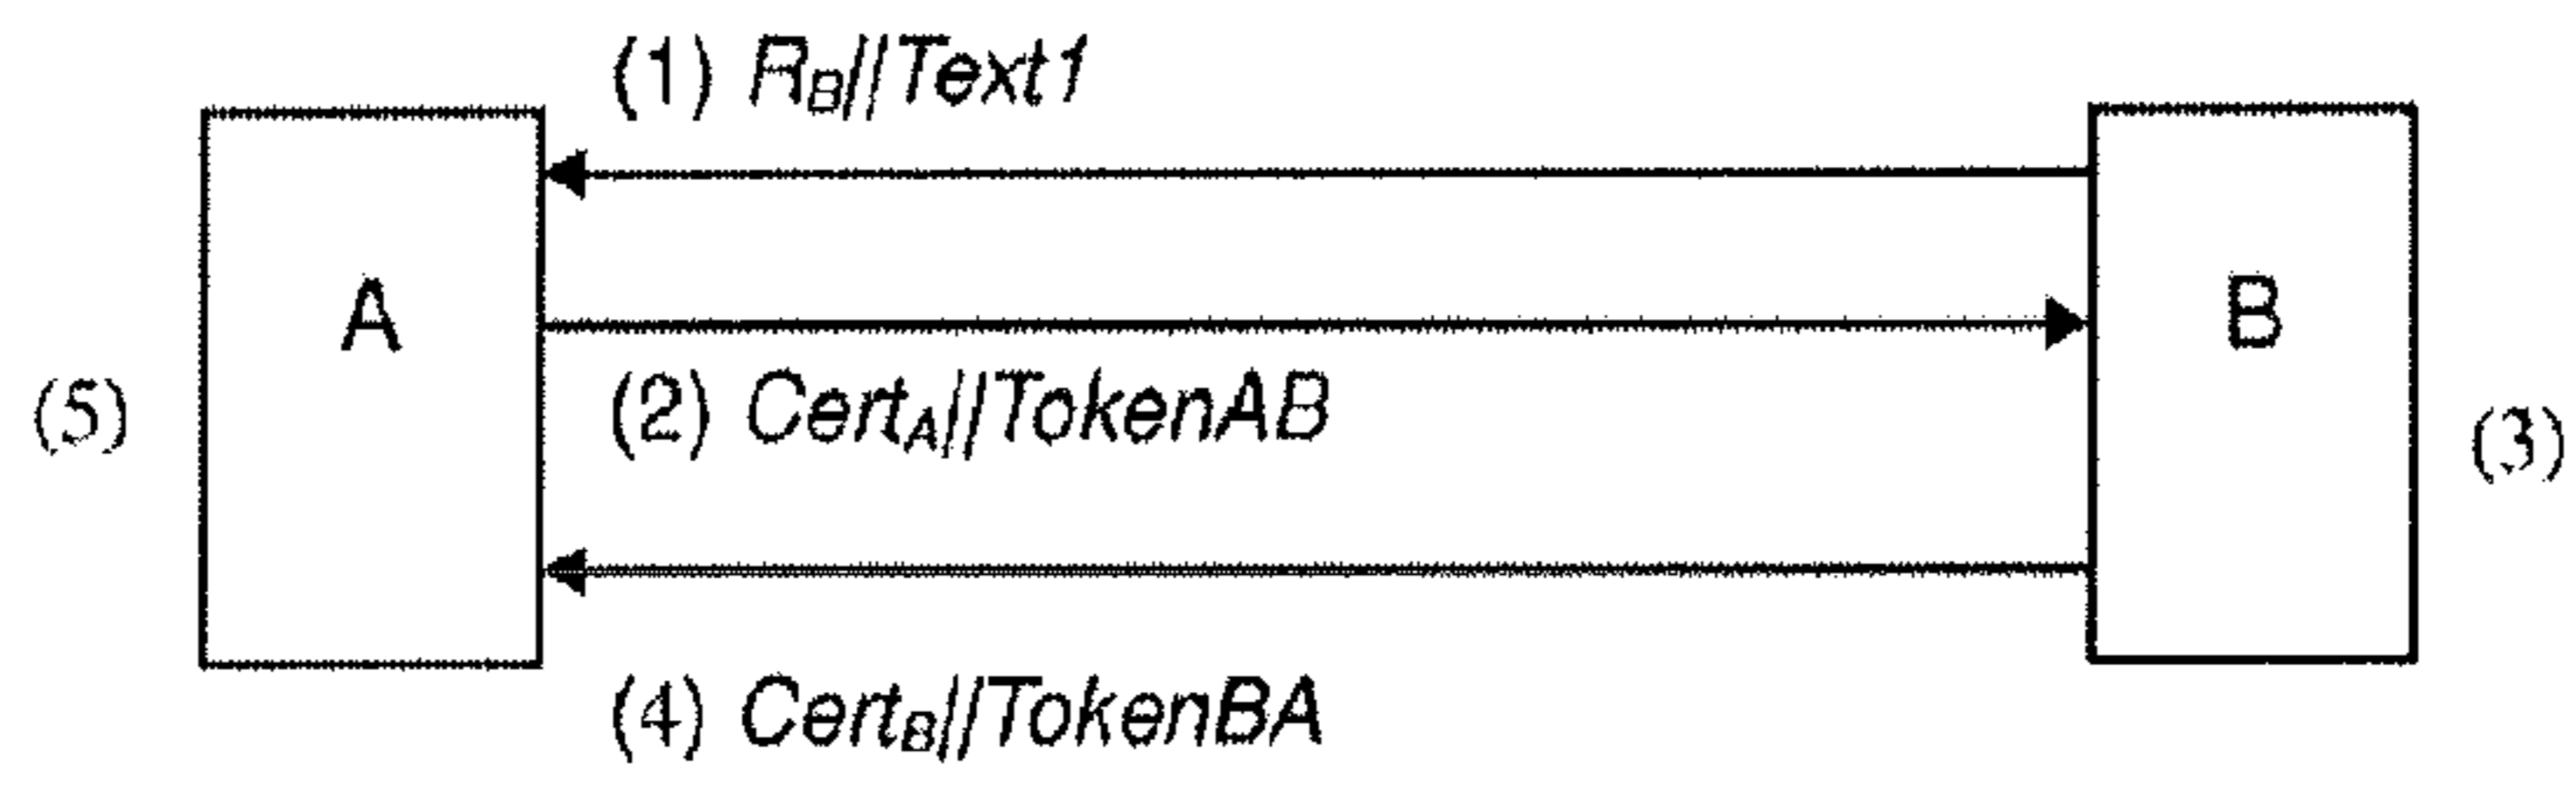 (1) R_B||Text1
A
B
(5)
(2) Cert_A||TokenAB
(3)
(4) Cert_B||TokenBA